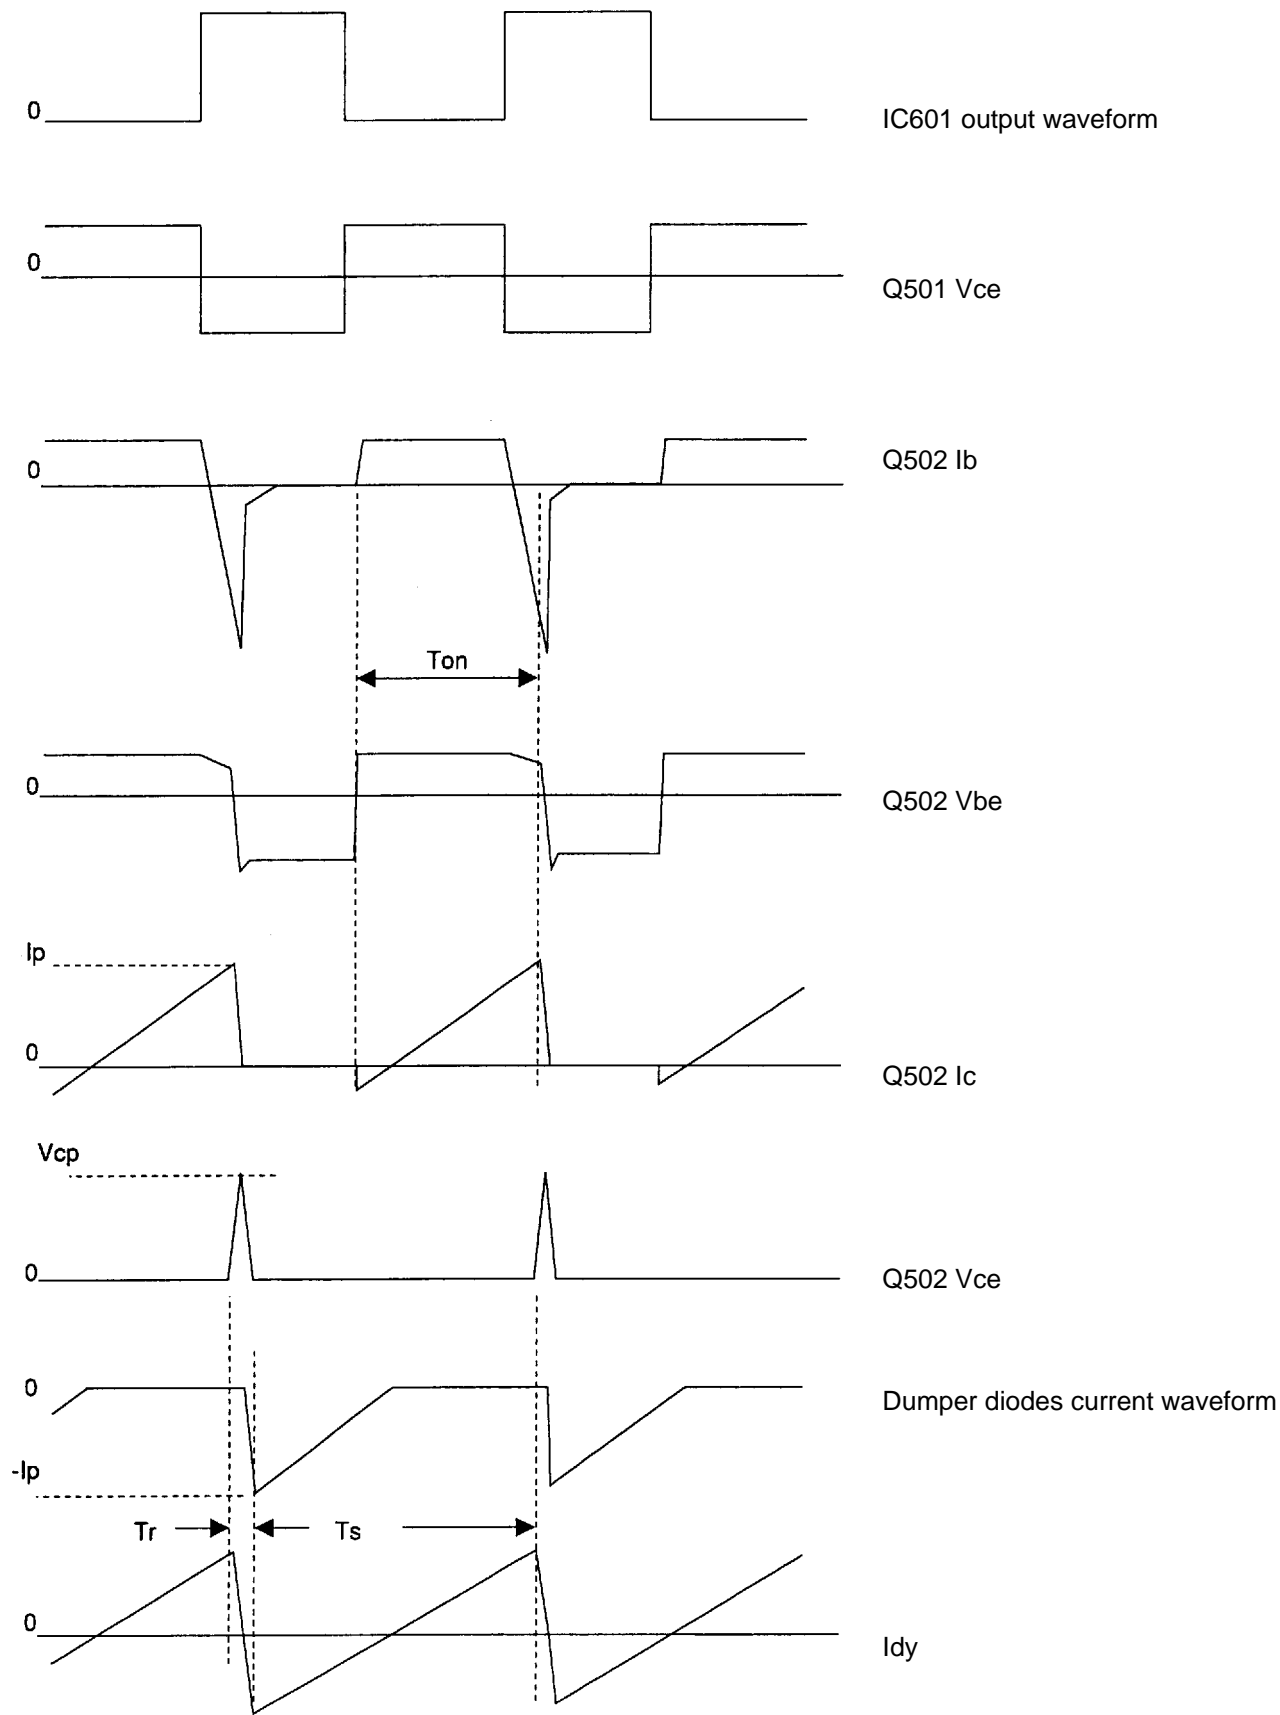 0
IC601 output waveform
0
Q501 Vce
0
Q502 Ib
Ton
0
Q502 Vbe
Ip
0
Q502 Ic
Vcp
0
Q502 Vce
0
Dumper diodes current waveform
-Ip
Tr
Ts
0
Idy